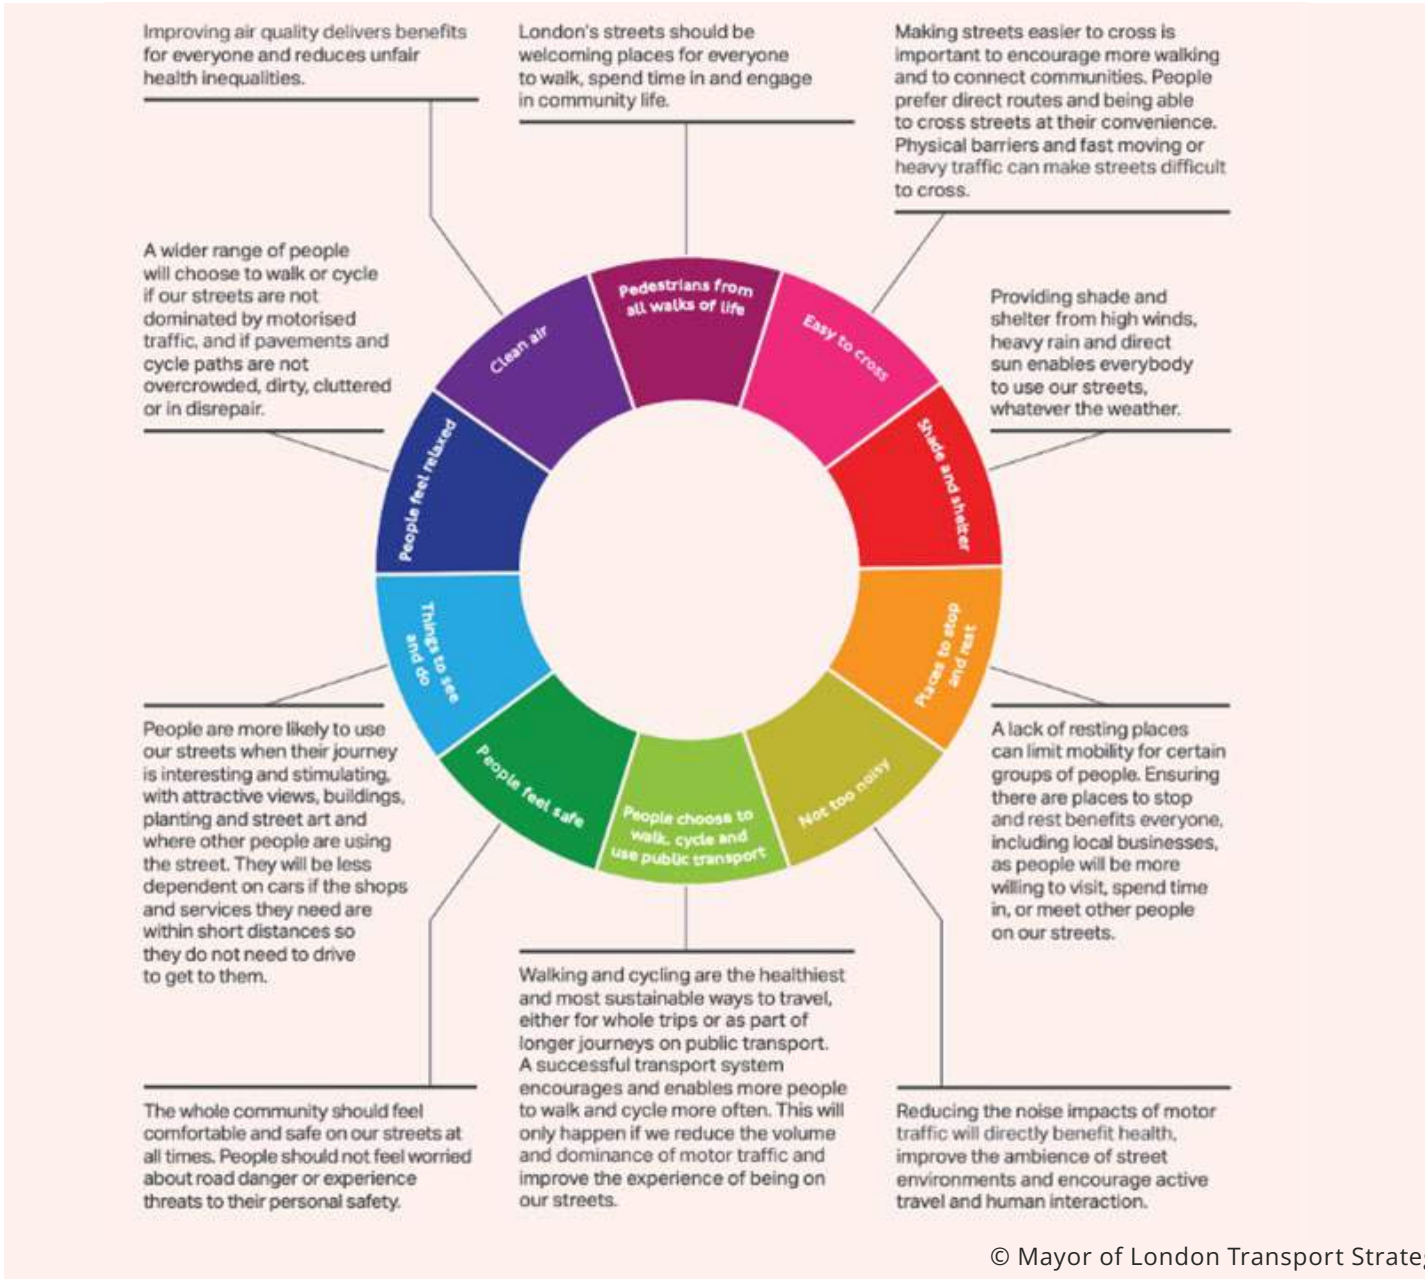 Improving air quality delivers benefits
for everyone and reduces unfair
health inequalities.
London's streets should be
welcoming places for everyone
to walk, spend time in and engage
in community life.
Making streets easier to cross is
important to encourage more walking
and to connect communities. People
prefer direct routes and being able
to cross streets at their convenience.
Physical barriers and fast moving or
heavy traffic can make streets difficult
to cross.
A wider range of people
will choose to walk or cycle
if our streets are not
dominated by motorised
traffic, and if pavements and
cycle paths are not
overcrowded, dirty, cluttered
or in disrepair.
Providing shade and
shelter from high winds,
heavy rain and direct
sun enables everybody
to use our streets,
whatever the weather.
Pedestrians from
all walks of life
Easy to cross
Shade and shelter
Places to stop
and rest
Not too noisy
People choose to
walk, cycle and
use public transport
People feel safe
Things to see
and do
People feel relaxed
Clean air
People are more likely to use
our streets when their journey
is interesting and stimulating,
with attractive views, buildings,
planting and street art and
where other people are using
the street. They will be less
dependent on cars if the shops
and services they need are
within short distances so
they do not need to drive
to get to them.
A lack of resting places
can limit mobility for certain
groups of people. Ensuring
there are places to stop
and rest benefits everyone,
including local businesses,
as people will be more
willing to visit, spend time
in, or meet other people
on our streets.
The whole community should feel
comfortable and safe on our streets at
all times. People should not feel worried
about road danger or experience
threats to their personal safety.
Walking and cycling are the healthiest
and most sustainable ways to travel,
either for whole trips or as part of
longer journeys on public transport.
A successful transport system
encourages and enables more people
to walk and cycle more often. This will
only happen if we reduce the volume
and dominance of motor traffic and
improve the experience of being on
our streets.
Reducing the noise impacts of motor
traffic will directly benefit health,
improve the ambience of street
environments and encourage active
travel and human interaction.
© Mayor of London Transport Strate